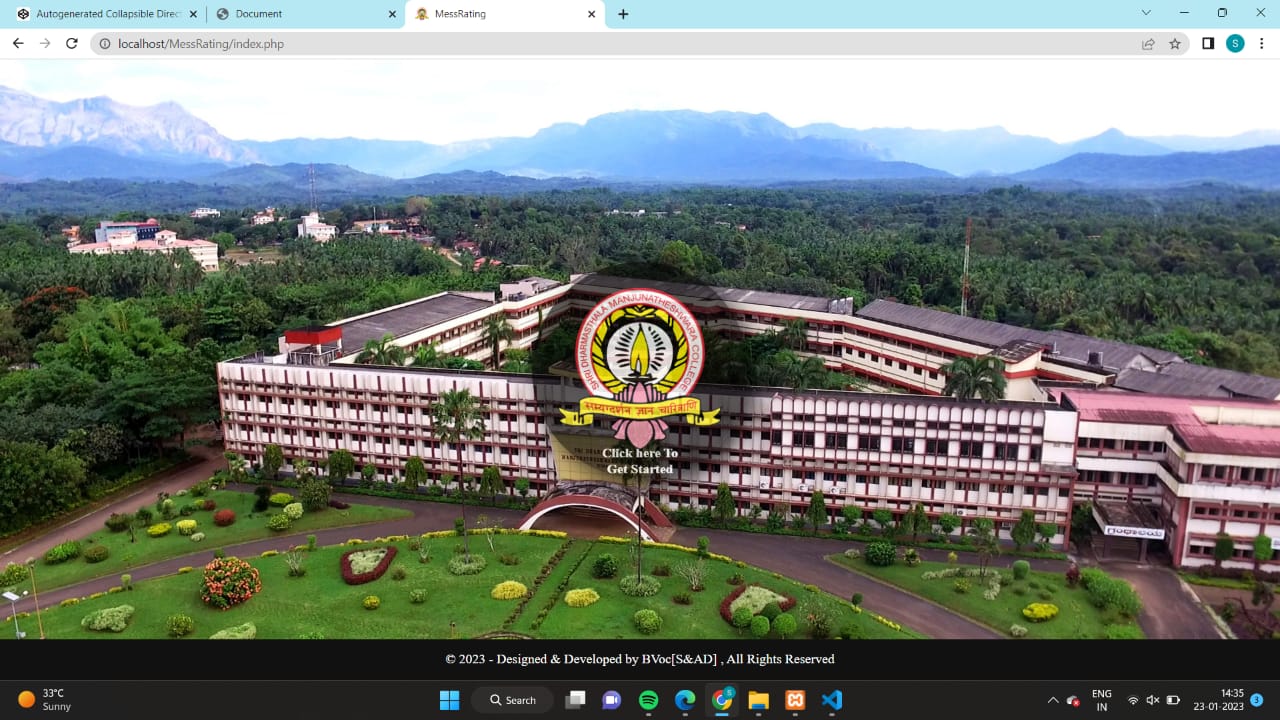 Autogenerated Collapsible Direct
Document
MessRating
localhost/MessRating/index.php
S
SHRI DHARMASTHALA MANJUNATHESHWARA COLLEGE
सम्यग्दर्शन ज्ञान चारित्राणि
Click here To
Get Started
© 2023 - Designed & Developed by BVoc[S&AD] , All Rights Reserved
33°C
Sunny
Search
S
ENG
IN
14:35
23-01-2023
3